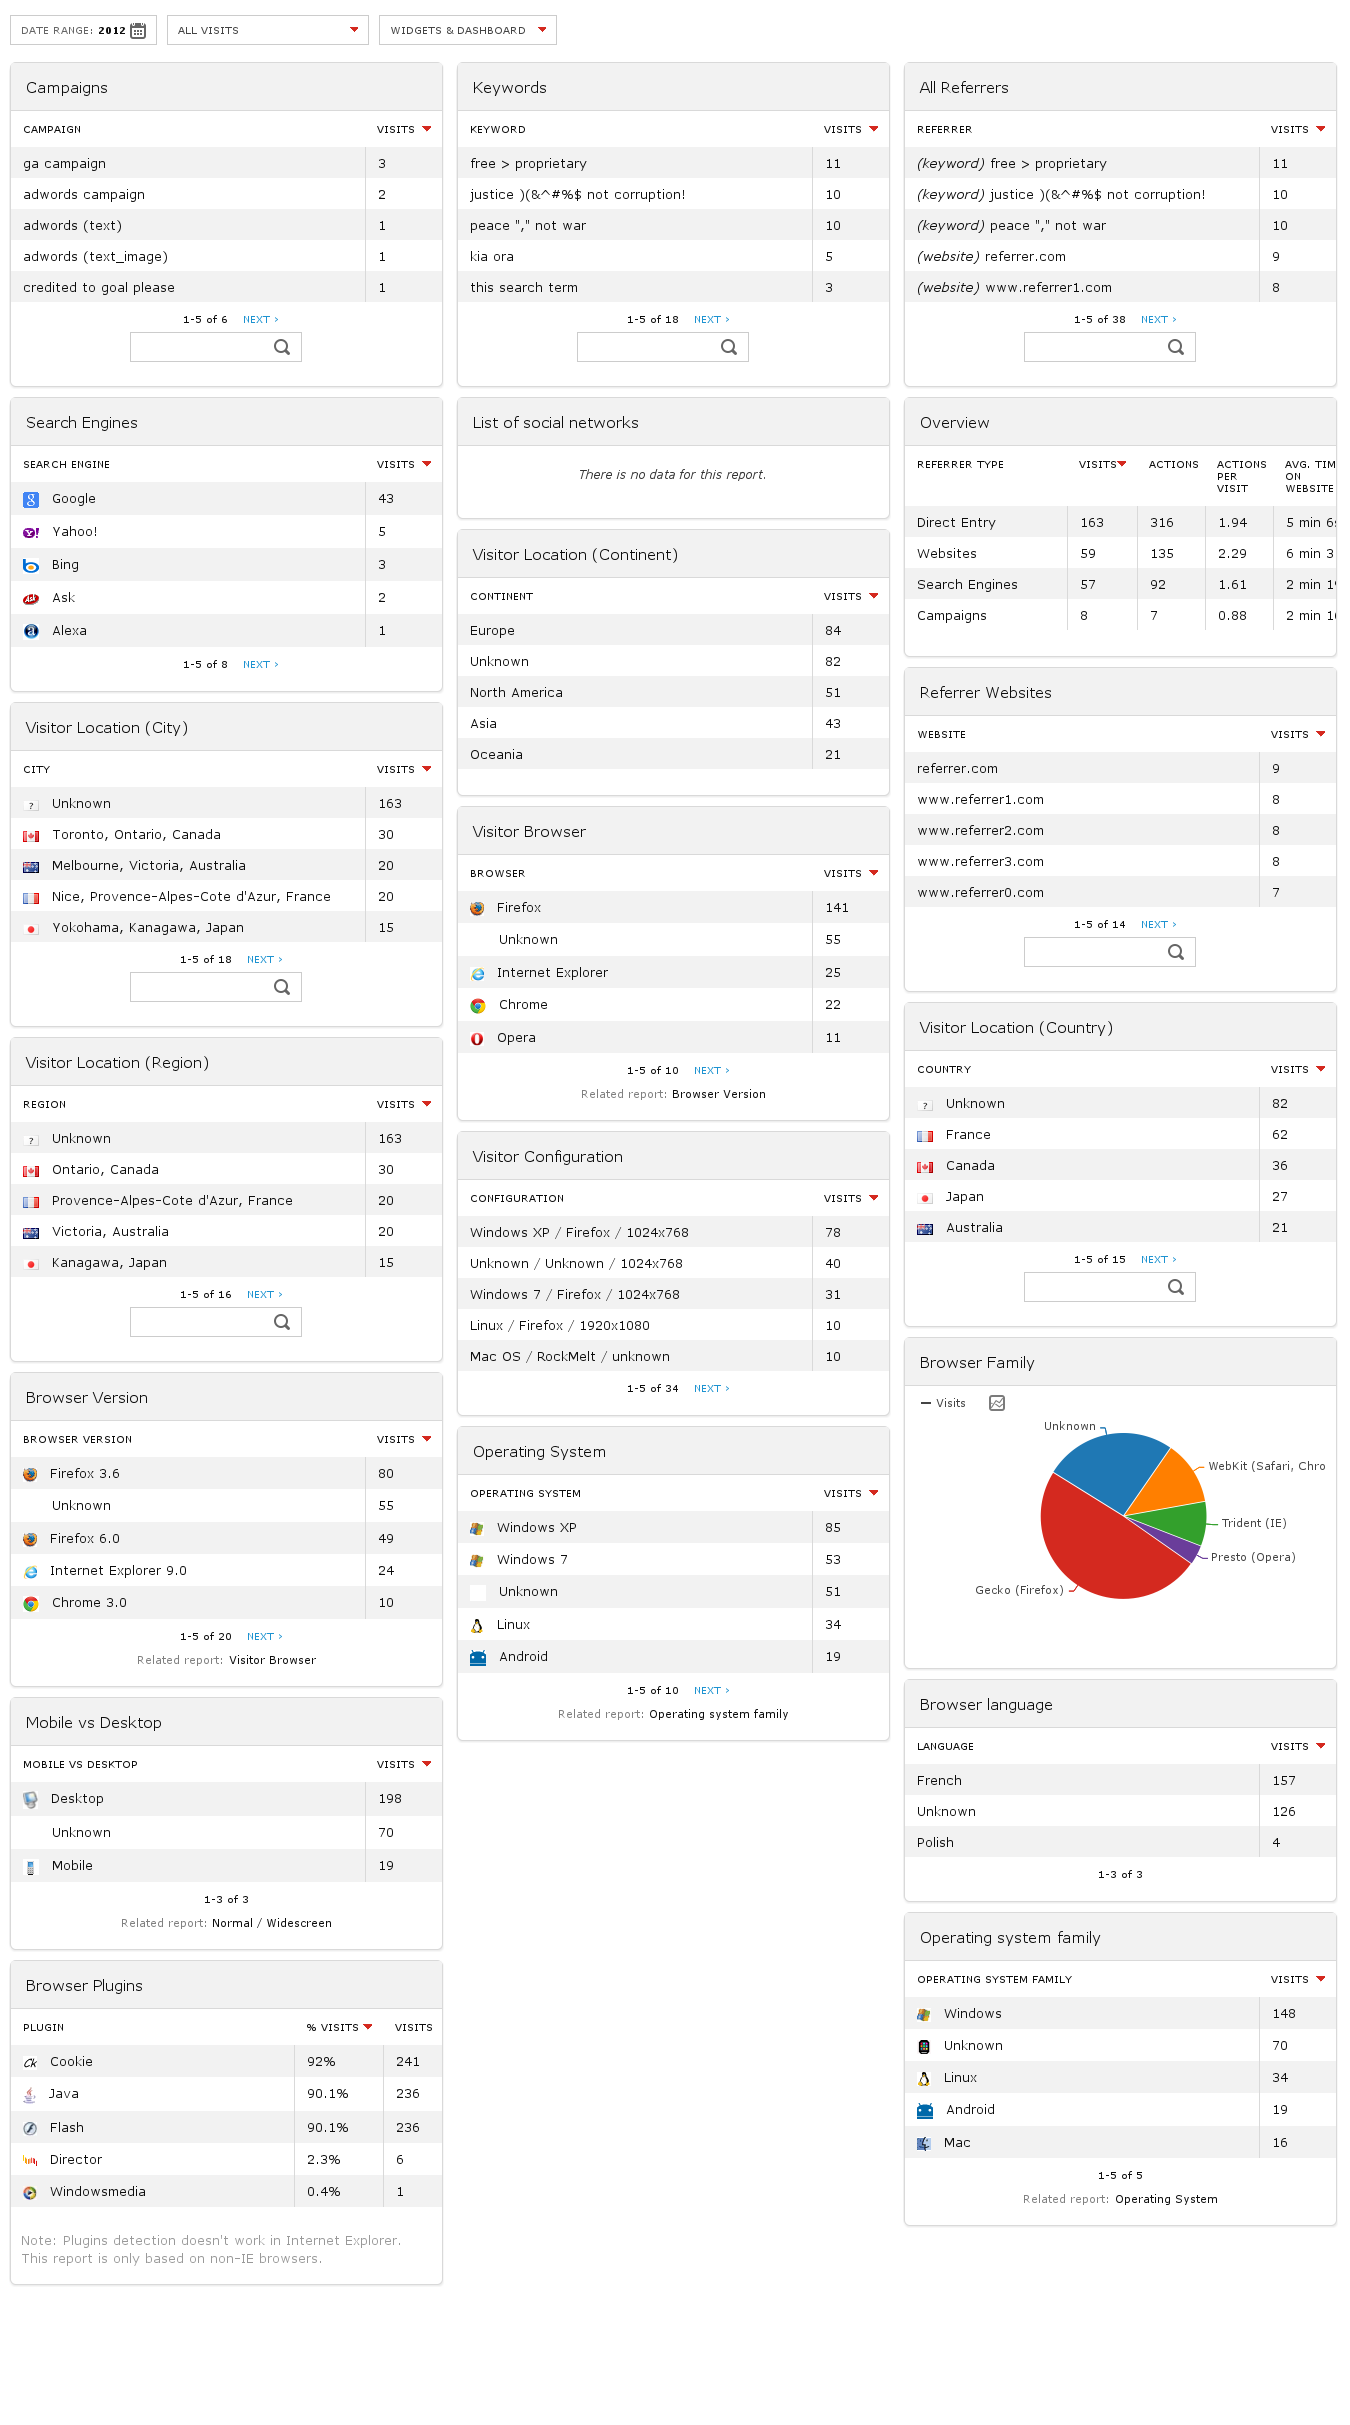 DATE RANGE: 2012
ALL VISITS
WIDGETS & DASHBOARD
Campaigns
CAMPAIGN VISITS
ga campaign 3
adwords campaign 2
adwords (text) 1
adwords (text_image) 1
credited to goal please 1
1-5 of 6 NEXT ›
Search Engines
SEARCH ENGINE VISITS
Google 43
Yahoo! 5
Bing 3
Ask 2
Alexa 1
1-5 of 8 NEXT ›
Visitor Location (City)
CITY VISITS
Unknown 163
Toronto, Ontario, Canada 30
Melbourne, Victoria, Australia 20
Nice, Provence-Alpes-Cote d'Azur, France 20
Yokohama, Kanagawa, Japan 15
1-5 of 18 NEXT ›
Visitor Location (Region)
REGION VISITS
Unknown 163
Ontario, Canada 30
Provence-Alpes-Cote d'Azur, France 20
Victoria, Australia 20
Kanagawa, Japan 15
1-5 of 16 NEXT ›
Browser Version
BROWSER VERSION VISITS
Firefox 3.6 80
Unknown 55
Firefox 6.0 49
Internet Explorer 9.0 24
Chrome 3.0 10
1-5 of 20 NEXT ›
Related report: Visitor Browser
Mobile vs Desktop
MOBILE VS DESKTOP VISITS
Desktop 198
Unknown 70
Mobile 19
1-3 of 3
Related report: Normal / Widescreen
Browser Plugins
PLUGIN % VISITS VISITS
Cookie 92% 241
Java 90.1% 236
Flash 90.1% 236
Director 2.3% 6
Windowsmedia 0.4% 1
Note: Plugins detection doesn't work in Internet Explorer.
This report is only based on non-IE browsers.
Keywords
KEYWORD VISITS
free > proprietary 11
justice )(&^#%$ not corruption! 10
peace "," not war 10
kia ora 5
this search term 3
1-5 of 18 NEXT ›
List of social networks
There is no data for this report.
Visitor Location (Continent)
CONTINENT VISITS
Europe 84
Unknown 82
North America 51
Asia 43
Oceania 21
Visitor Browser
BROWSER VISITS
Firefox 141
Unknown 55
Internet Explorer 25
Chrome 22
Opera 11
1-5 of 10 NEXT ›
Related report: Browser Version
Visitor Configuration
CONFIGURATION VISITS
Windows XP / Firefox / 1024x768 78
Unknown / Unknown / 1024x768 40
Windows 7 / Firefox / 1024x768 31
Linux / Firefox / 1920x1080 10
Mac OS / RockMelt / unknown 10
1-5 of 34 NEXT ›
Operating System
OPERATING SYSTEM VISITS
Windows XP 85
Windows 7 53
Unknown 51
Linux 34
Android 19
1-5 of 10 NEXT ›
Related report: Operating system family
All Referrers
REFERRER VISITS
(keyword) free > proprietary 11
(keyword) justice )(&^#%$ not corruption! 10
(keyword) peace "," not war 10
(website) referrer.com 9
(website) www.referrer1.com 8
1-5 of 38 NEXT ›
Overview
REFERRER TYPE VISITS ACTIONS ACTIONS AVG. TIM
PER ON
VISIT WEBSITE
Direct Entry 163 316 1.94 5 min 6
Websites 59 135 2.29 6 min 3
Search Engines 57 92 1.61 2 min 1
Campaigns 8 7 0.88 2 min 1
Referrer Websites
WEBSITE VISITS
referrer.com 9
www.referrer1.com 8
www.referrer2.com 8
www.referrer3.com 8
www.referrer0.com 7
1-5 of 14 NEXT ›
Visitor Location (Country)
COUNTRY VISITS
Unknown 82
France 62
Canada 36
Japan 27
Australia 21
1-5 of 15 NEXT ›
Browser Family
Visits
Unknown
WebKit (Safari, Chro
Trident (IE)
Presto (Opera)
Gecko (Firefox)
Browser language
LANGUAGE VISITS
French 157
Unknown 126
Polish 4
1-3 of 3
Operating system family
OPERATING SYSTEM FAMILY VISITS
Windows 148
Unknown 70
Linux 34
Android 19
Mac 16
1-5 of 5
Related report: Operating System